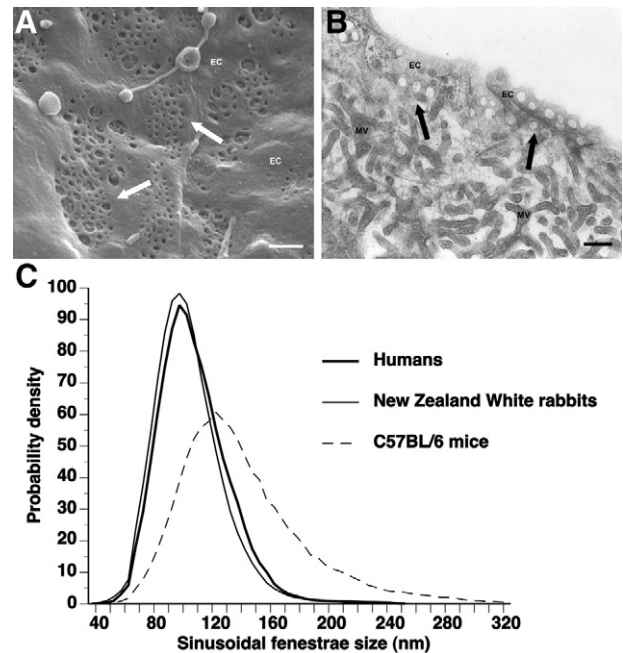 A
EC
EC
B
EC
EC
MV
MV
C
Probability density
100
90
80
70
60
50
40
30
20
10
0
40 80 120 160 200 240 280 320
Sinusoidal fenestrae size (nm)
Humans
New Zealand White rabbits
C57BL/6 mice